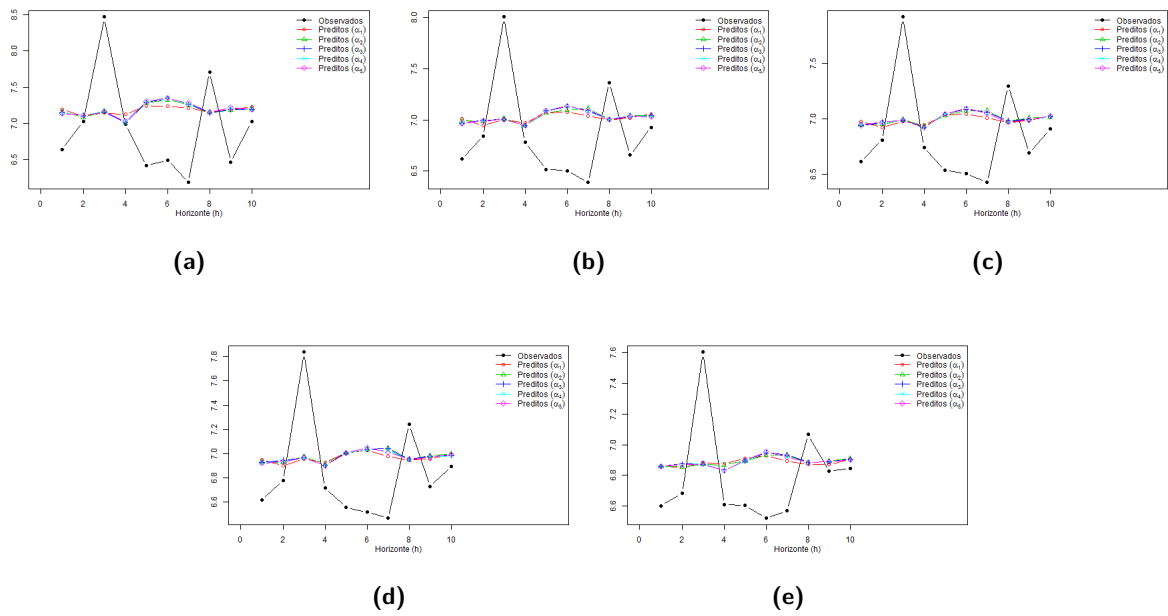 8.5
8.0
7.5
7.0
6.5
Observados
Preditos (α₁)
Preditos (α₂)
Preditos (α₃)
Preditos (α₄)
Preditos (α₅)
0 2 4 6 8 10
Horizonte (h)
(a)
8.0
7.5
7.0
6.5
Observados
Preditos (α₁)
Preditos (α₂)
Preditos (α₃)
Preditos (α₄)
Preditos (α₅)
0 2 4 6 8 10
Horizonte (h)
(b)
7.5
7.0
6.5
Observados
Preditos (α₁)
Preditos (α₂)
Preditos (α₃)
Preditos (α₄)
Preditos (α₅)
0 2 4 6 8 10
Horizonte (h)
(c)
7.8
7.6
7.4
7.2
7.0
6.8
6.6
Observados
Preditos (α₁)
Preditos (α₂)
Preditos (α₃)
Preditos (α₄)
Preditos (α₅)
0 2 4 6 8 10
Horizonte (h)
(d)
7.6
7.4
7.2
7.0
6.8
6.6
Observados
Preditos (α₁)
Preditos (α₂)
Preditos (α₃)
Preditos (α₄)
Preditos (α₅)
0 2 4 6 8 10
Horizonte (h)
(e)